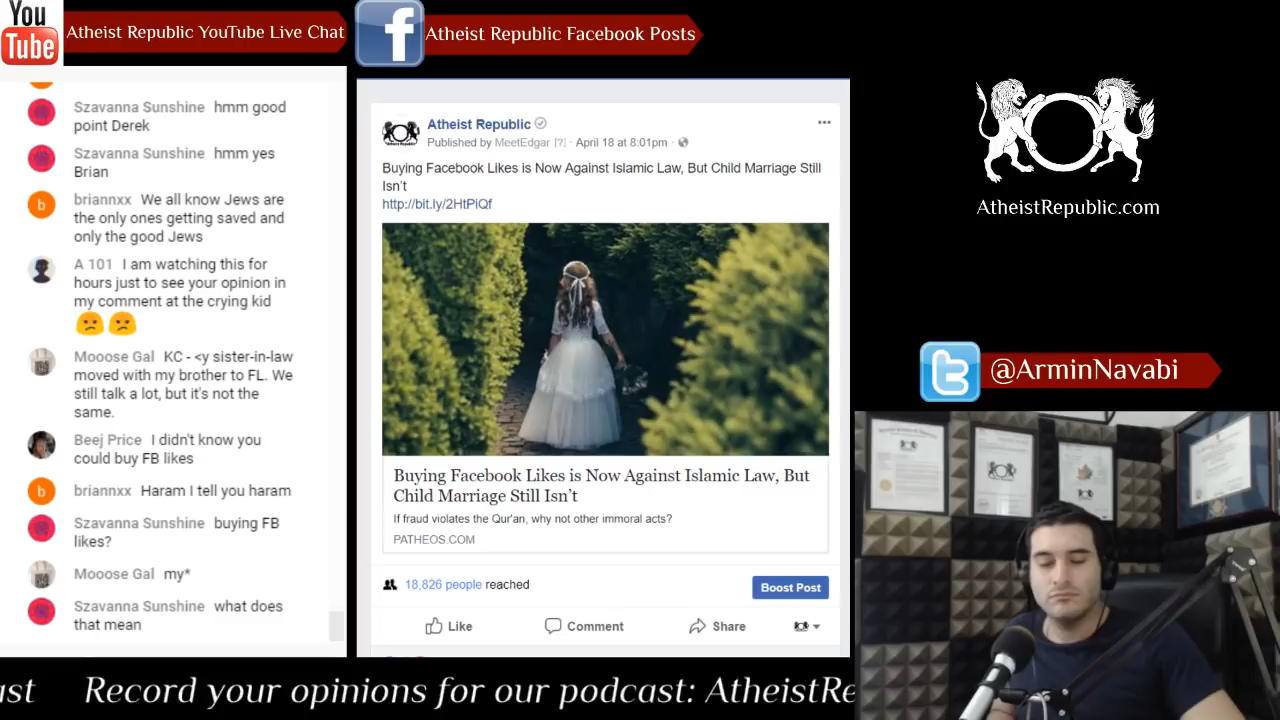 You
Tube
Atheist Republic YouTube Live Chat
Szavanna Sunshine hmm good
point Derek
Szavanna Sunshine hmm yes
Brian
b
briannxx We all know Jews are
the only ones getting saved and
only the good Jews
A 101 I am watching this for
hours just to see your opinion in
my comment at the crying kid
Mooose Gal KC - <y sister-in-law
moved with my brother to FL. We
still talk a lot, but it's not the
same.
Beej Price I didn't know you
could buy FB likes
b
briannxx Haram I tell you haram
Szavanna Sunshine buying FB
likes?
Mooose Gal my*
Szavanna Sunshine what does
that mean
f
Atheist Republic Facebook Posts
Atheist Republic
Published by MeetEdgar [?] · April 18 at 8:01pm ·
Buying Facebook Likes is Now Against Islamic Law, But Child Marriage Still
Isn't
http://bit.ly/2HtPiQf
Buying Facebook Likes is Now Against Islamic Law, But
Child Marriage Still Isn't
If fraud violates the Qur'an, why not other immoral acts?
PATHEOS.COM
18,826 people reached
Boost Post
Like Comment Share
AtheistRepublic.com
@ArminNavabi
ast Record your opinions for our podcast: AtheistRe